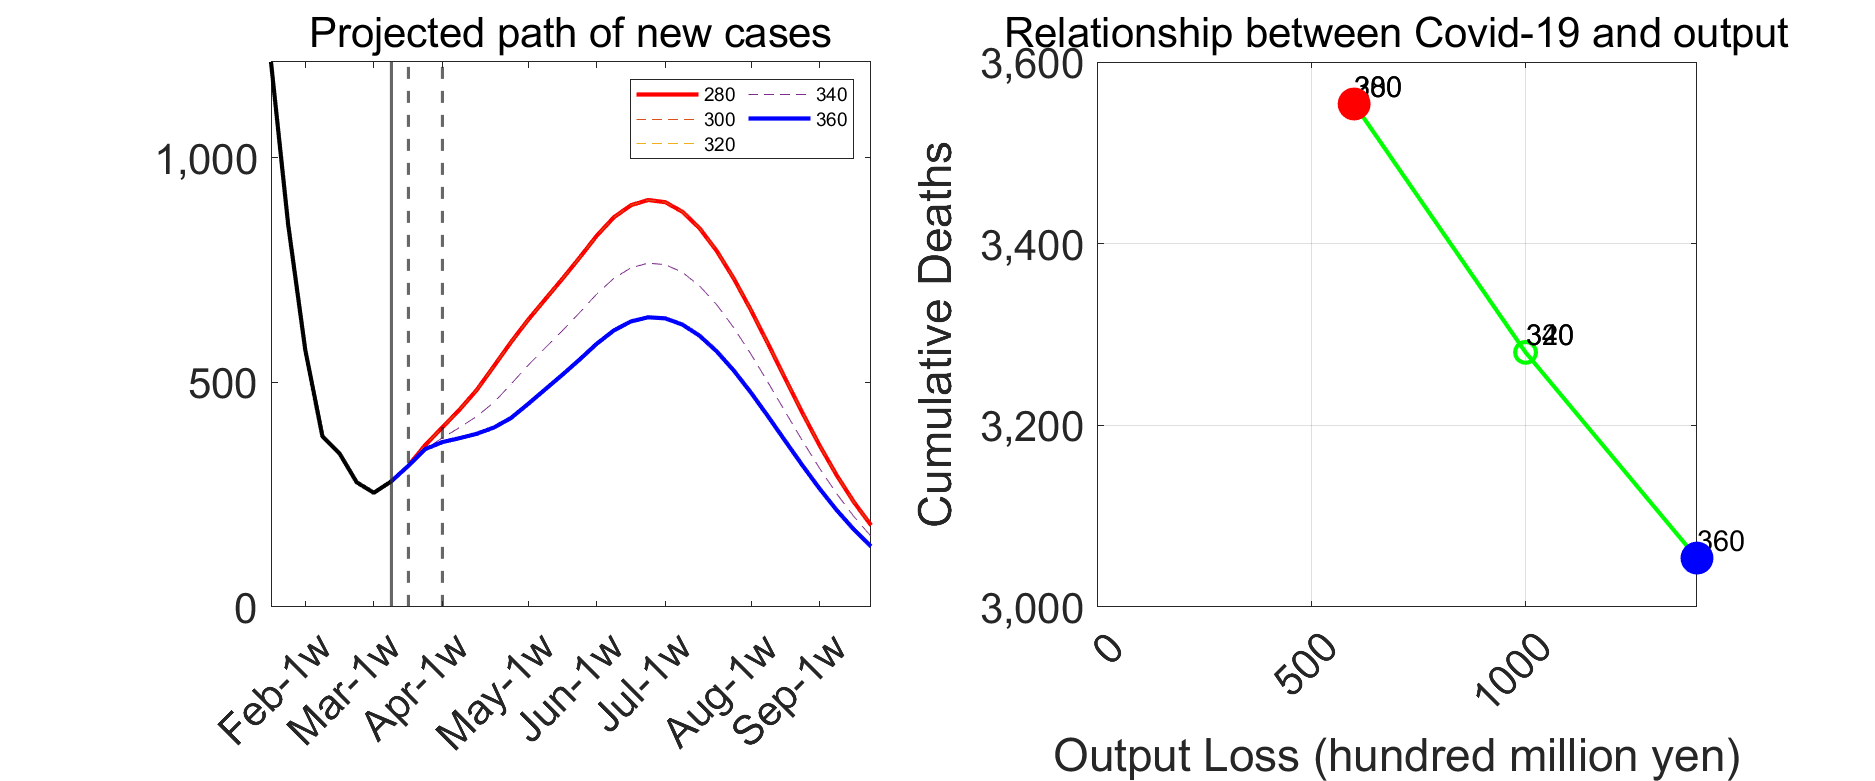 Projected path of new cases
1,000
500
0
280
300
320
340
360
Feb-1w
Mar-1w
Apr-1w
May-1w
Jun-1w
Jul-1w
Aug-1w
Sep-1w
Relationship between Covid-19 and output
Cumulative Deaths
3,600
3,400
3,200
3,000
360
0
500
1000
Output Loss (hundred million yen)